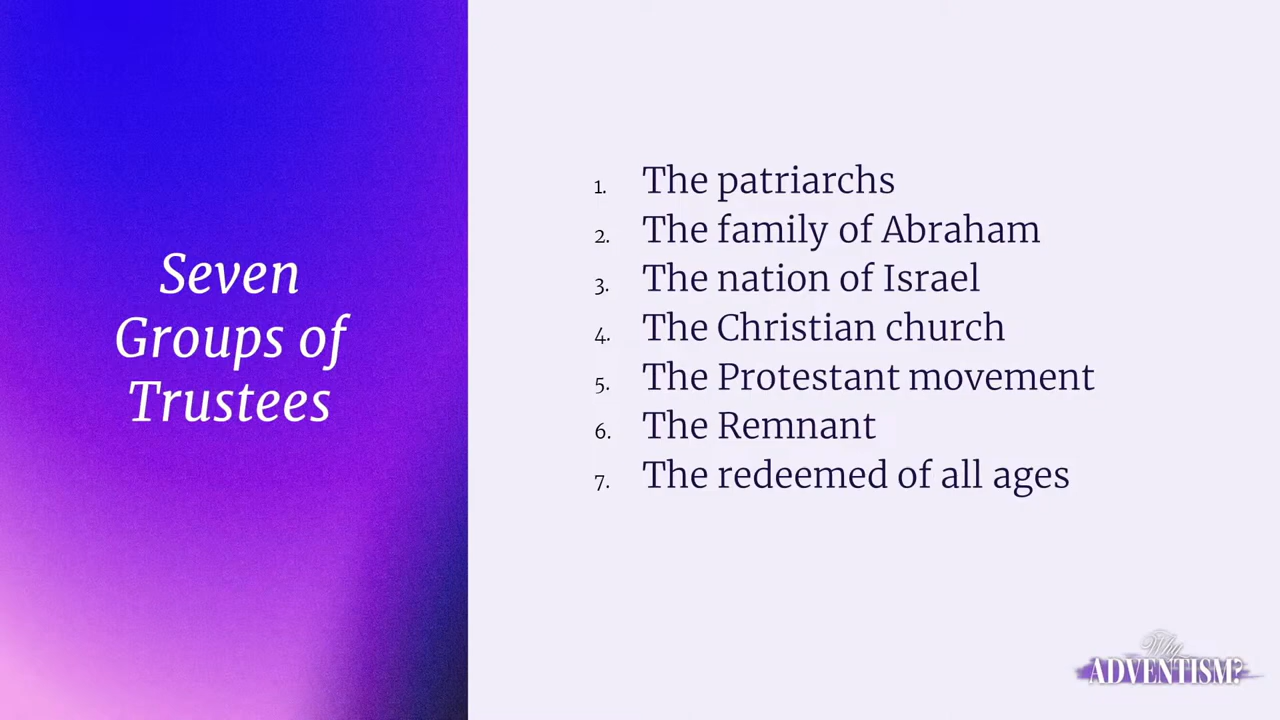 Seven
Groups of
Trustees
1. The patriarchs
2. The family of Abraham
3. The nation of Israel
4. The Christian church
5. The Protestant movement
6. The Remnant
7. The redeemed of all ages
Why
ADVENTISM?